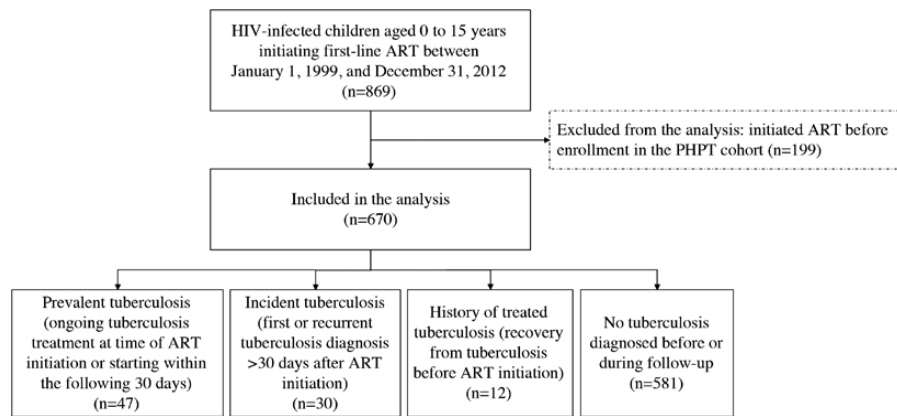 HIV-infected children aged 0 to 15 years
initiating first-line ART between
January 1, 1999, and December 31, 2012
(n=869)
Excluded from the analysis: initiated ART before
enrollment in the PHPT cohort (n=199)
Included in the analysis
(n=670)
Prevalent tuberculosis
(ongoing tuberculosis
treatment at time of ART
initiation or starting within
the following 30 days)
(n=47)
Incident tuberculosis
(first or recurrent
tuberculosis diagnosis
>30 days after ART
initiation)
(n=30)
History of treated
tuberculosis (recovery
from tuberculosis
before ART initiation)
(n=12)
No tuberculosis
diagnosed before or
during follow-up
(n=581)